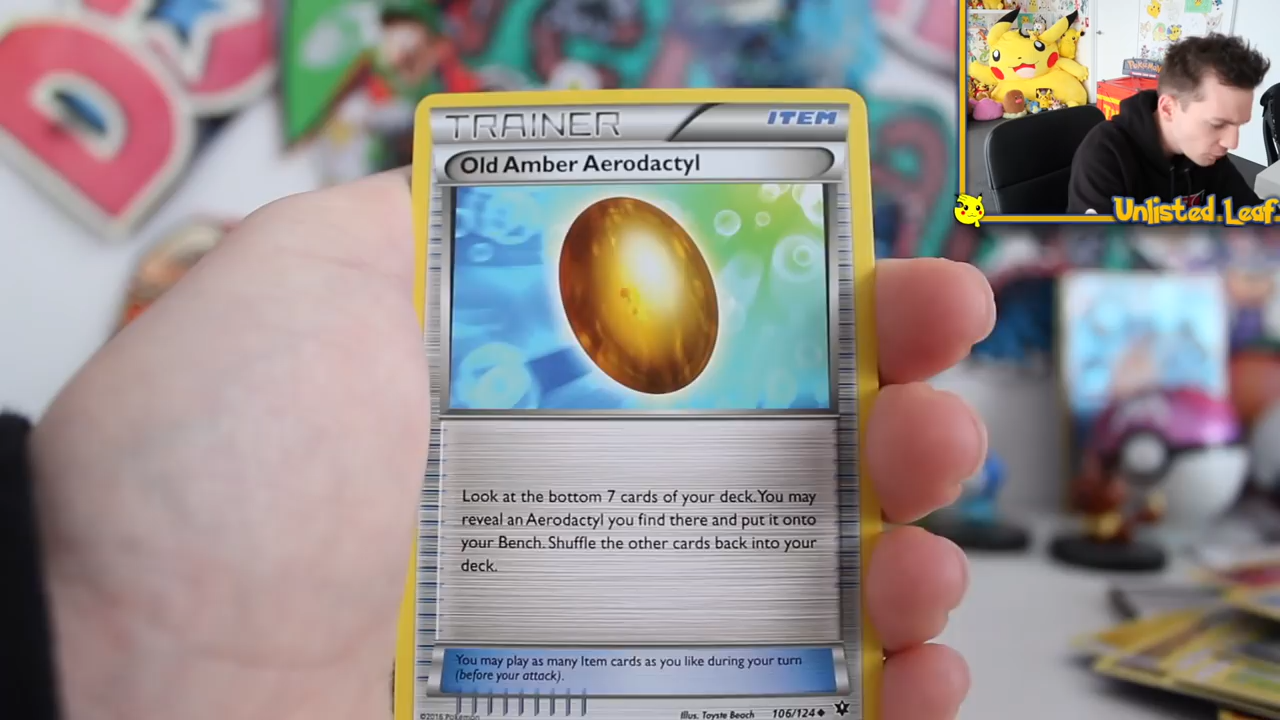 TRAINER
ITEM
Old Amber Aerodactyl
Look at the bottom 7 cards of your deck. You may
reveal an Aerodactyl you find there and put it onto
your Bench. Shuffle the other cards back into your
deck.
You may play as many Item cards as you like during your turn
(before your attack).
©2016 Pokémon
Illus. Toyste Beach
106/124
Unlisted.Leaf
POKÉMON